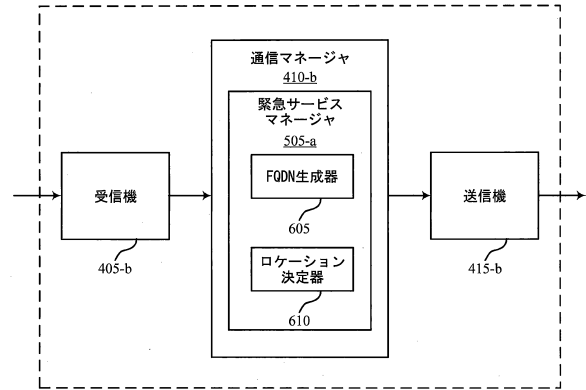 通信マネージャ
410-b
緊急サービス
マネージャ
505-a
FQDN生成器
605
ロケーション
決定器
610
受信機
405-b
送信機
415-b